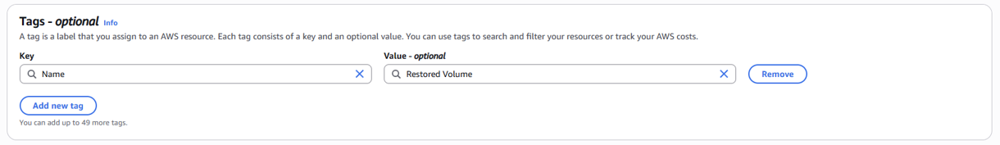 Tags - optional Info
A tag is a label that you assign to an AWS resource. Each tag consists of a key and an optional value. You can use tags to search and filter your resources or track your AWS costs.
Key Value - optional
Name Restored Volume Remove
Add new tag
You can add up to 49 more tags.